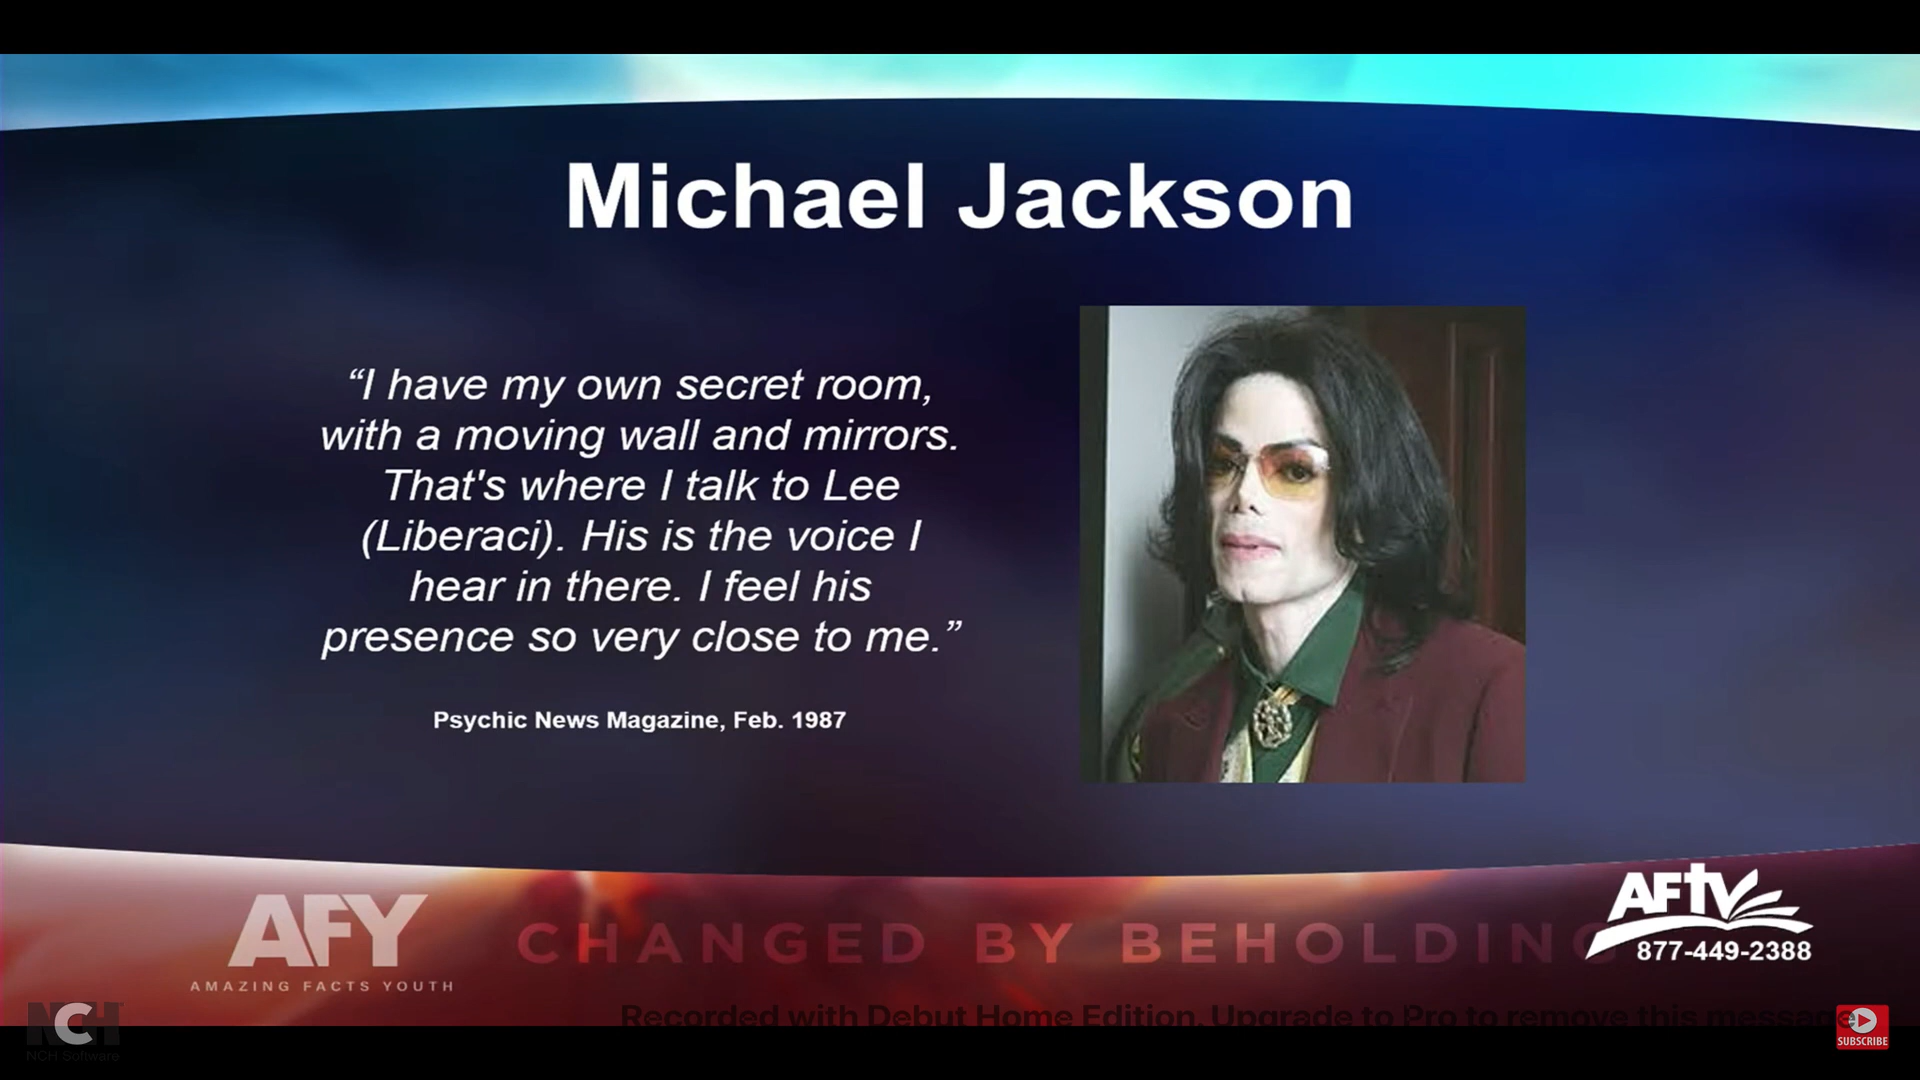 Michael Jackson
“I have my own secret room,
with a moving wall and mirrors.
That's where I talk to Lee
(Liberaci). His is the voice I
hear in there. I feel his
presence so very close to me.”
Psychic News Magazine, Feb. 1987
AFY
AMAZING FACTS YOUTH
CHANGED BY BEHOLDING
AFTV
877-449-2388
Recorded with Debut Home Edition. Upgrade to Pro to remove this message
NCH
NCH Software
SUBSCRIBE